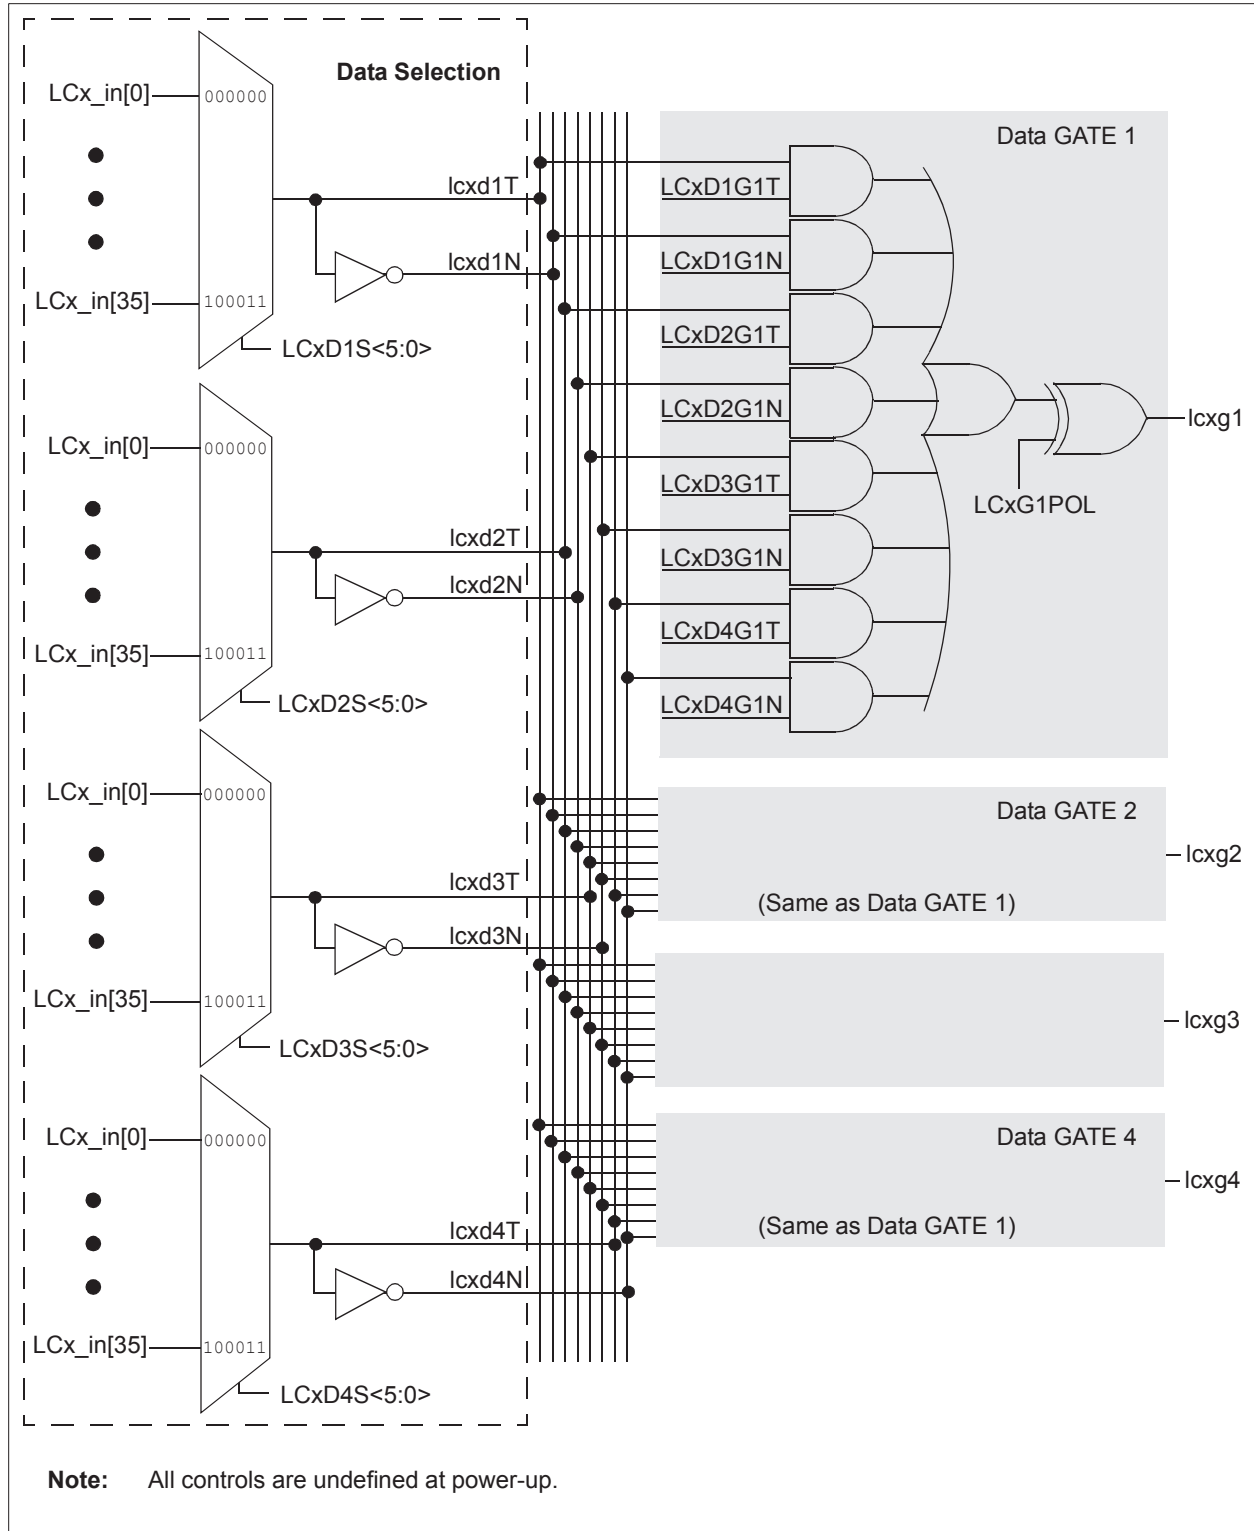 Data Selection
LCx_in[0]
000000
LCx_in[35]
100011
LCxD1S<5:0>
lcxd1T
lcxd1N
LCx_in[0]
000000
LCx_in[35]
100011
LCxD2S<5:0>
lcxd2T
lcxd2N
LCx_in[0]
000000
LCx_in[35]
100011
LCxD3S<5:0>
lcxd3T
lcxd3N
LCx_in[0]
000000
LCx_in[35]
100011
LCxD4S<5:0>
lcxd4T
lcxd4N
Data GATE 1
LCxD1G1T
LCxD1G1N
LCxD2G1T
LCxD2G1N
LCxD3G1T
LCxD3G1N
LCxD4G1T
LCxD4G1N
LCxG1POL
lcxg1
Data GATE 2
(Same as Data GATE 1)
lcxg2
lcxg3
Data GATE 4
(Same as Data GATE 1)
lcxg4
Note: All controls are undefined at power-up.